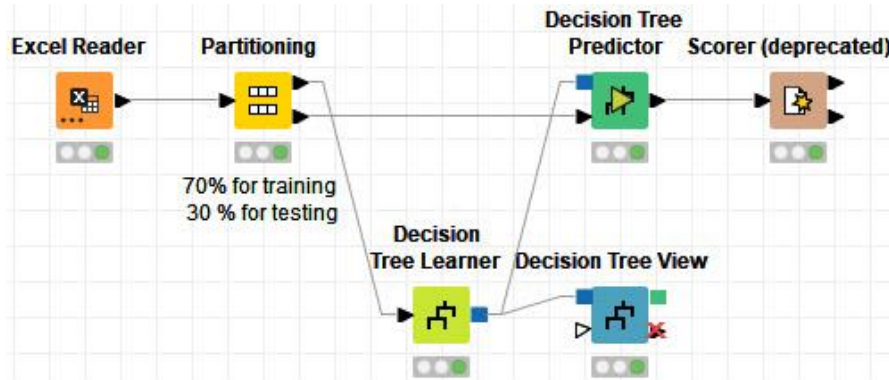 Excel Reader
Partitioning
Decision Tree
Predictor
Scorer (deprecated)
70% for training
30 % for testing
Decision
Tree Learner
Decision Tree View